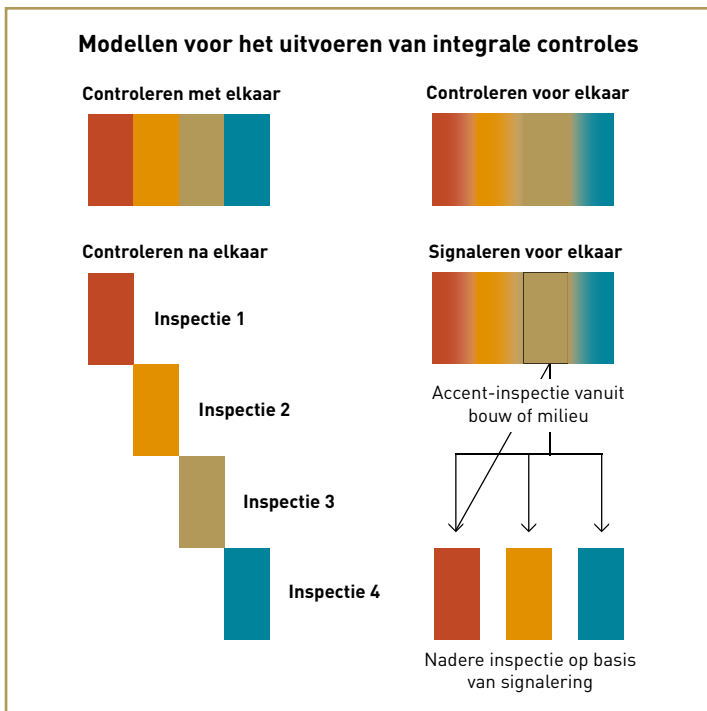 Modellen voor het uitvoeren van integrale controles
Controleren met elkaar
Controleren voor elkaar
Controleren na elkaar
Inspectie 1
Inspectie 2
Inspectie 3
Inspectie 4
Signaleren voor elkaar
Accent-inspectie vanuit
bouw of milieu
Nadere inspectie op basis
van signalering